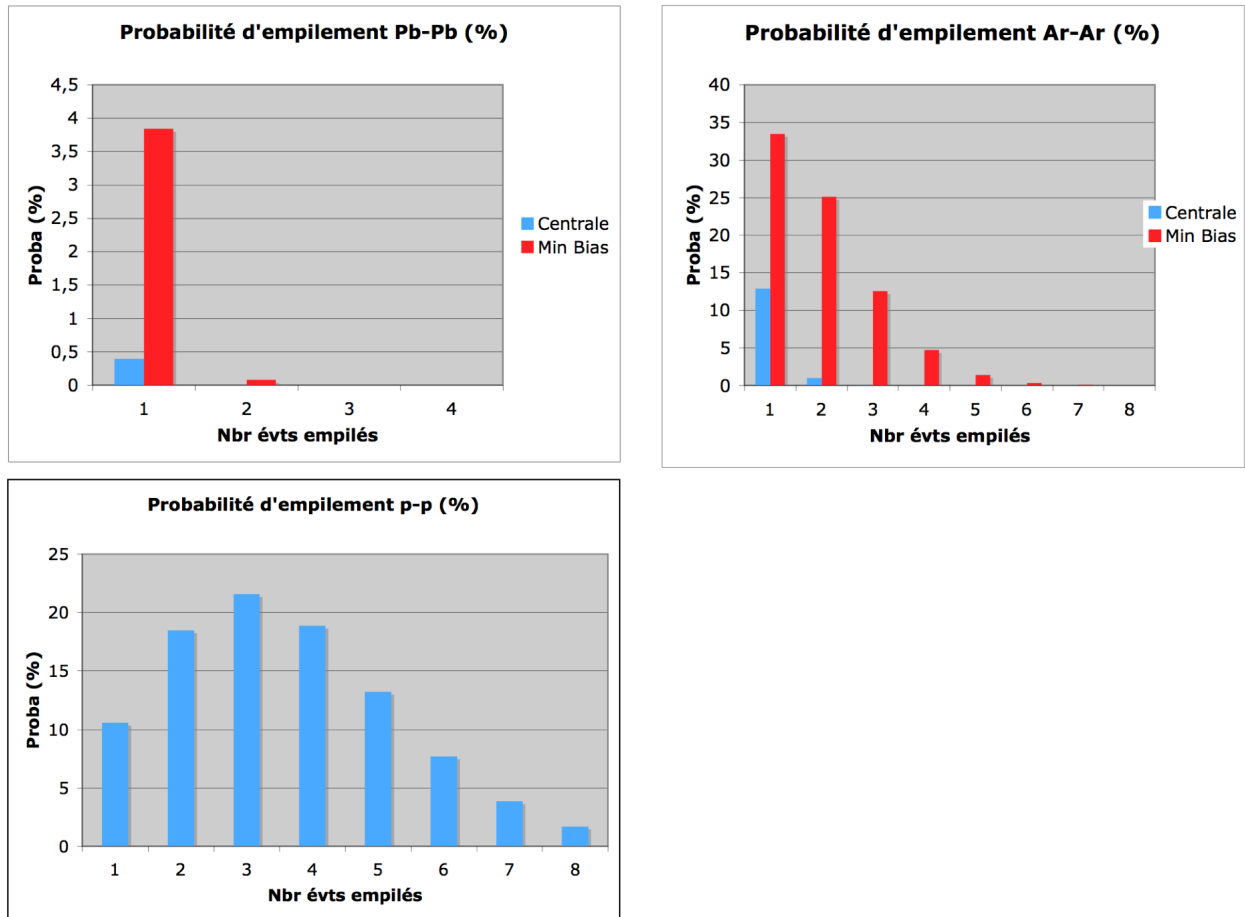 Probabilité d'empilement Pb-Pb (%)
4,5
4
3,5
3
2,5
2
1,5
1
0,5
0
Proba (%)
1 2 3 4
Nbr évts empilés
Centrale
Min Bias
Probabilité d'empilement Ar-Ar (%)
40
35
30
25
20
15
10
5
0
Proba (%)
1 2 3 4 5 6 7 8
Nbr évts empilés
Centrale
Min Bias
Probabilité d'empilement p-p (%)
25
20
15
10
5
0
Proba (%)
1 2 3 4 5 6 7 8
Nbr évts empilés